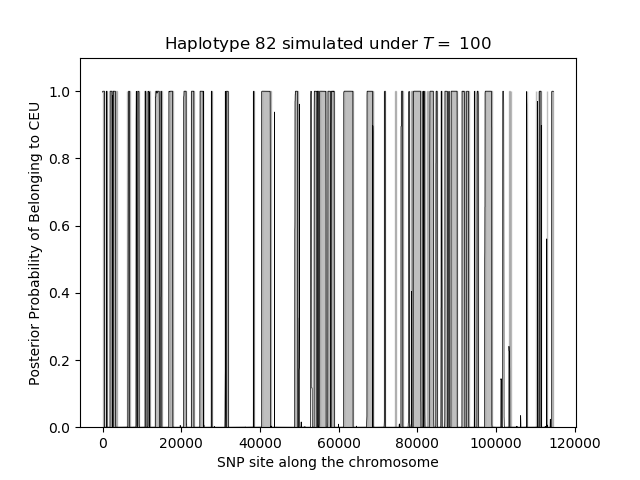 Haplotype 82 simulated under T = 100
Posterior Probability of Belonging to CEU
1.0
0.8
0.6
0.4
0.2
0.0
0 20000 40000 60000 80000 100000 120000
SNP site along the chromosome